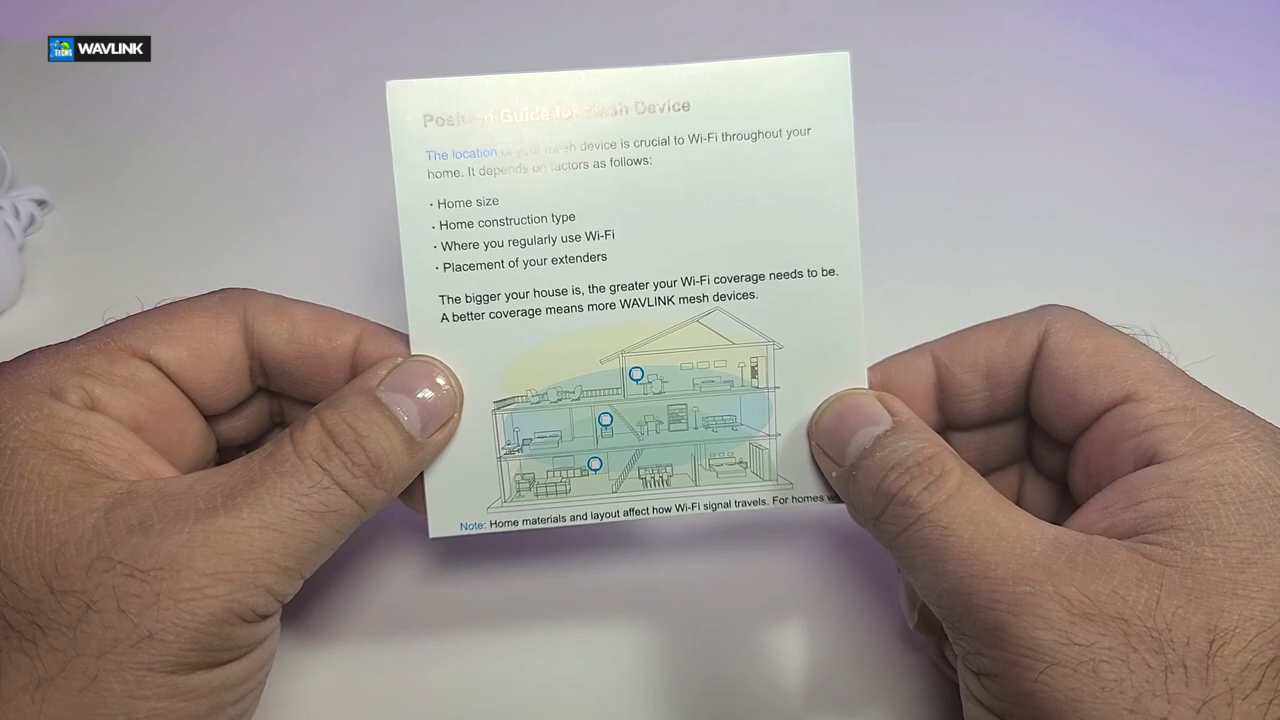 TECHS WAVLINK
Position Guide for Mesh Device
The location of your mesh device is crucial to Wi-Fi throughout your
home. It depends on factors as follows:
· Home size
· Home construction type
· Where you regularly use Wi-Fi
· Placement of your extenders
The bigger your house is, the greater your Wi-Fi coverage needs to be.
A better coverage means more WAVLINK mesh devices.
Note: Home materials and layout affect how Wi-Fi signal travels. For homes